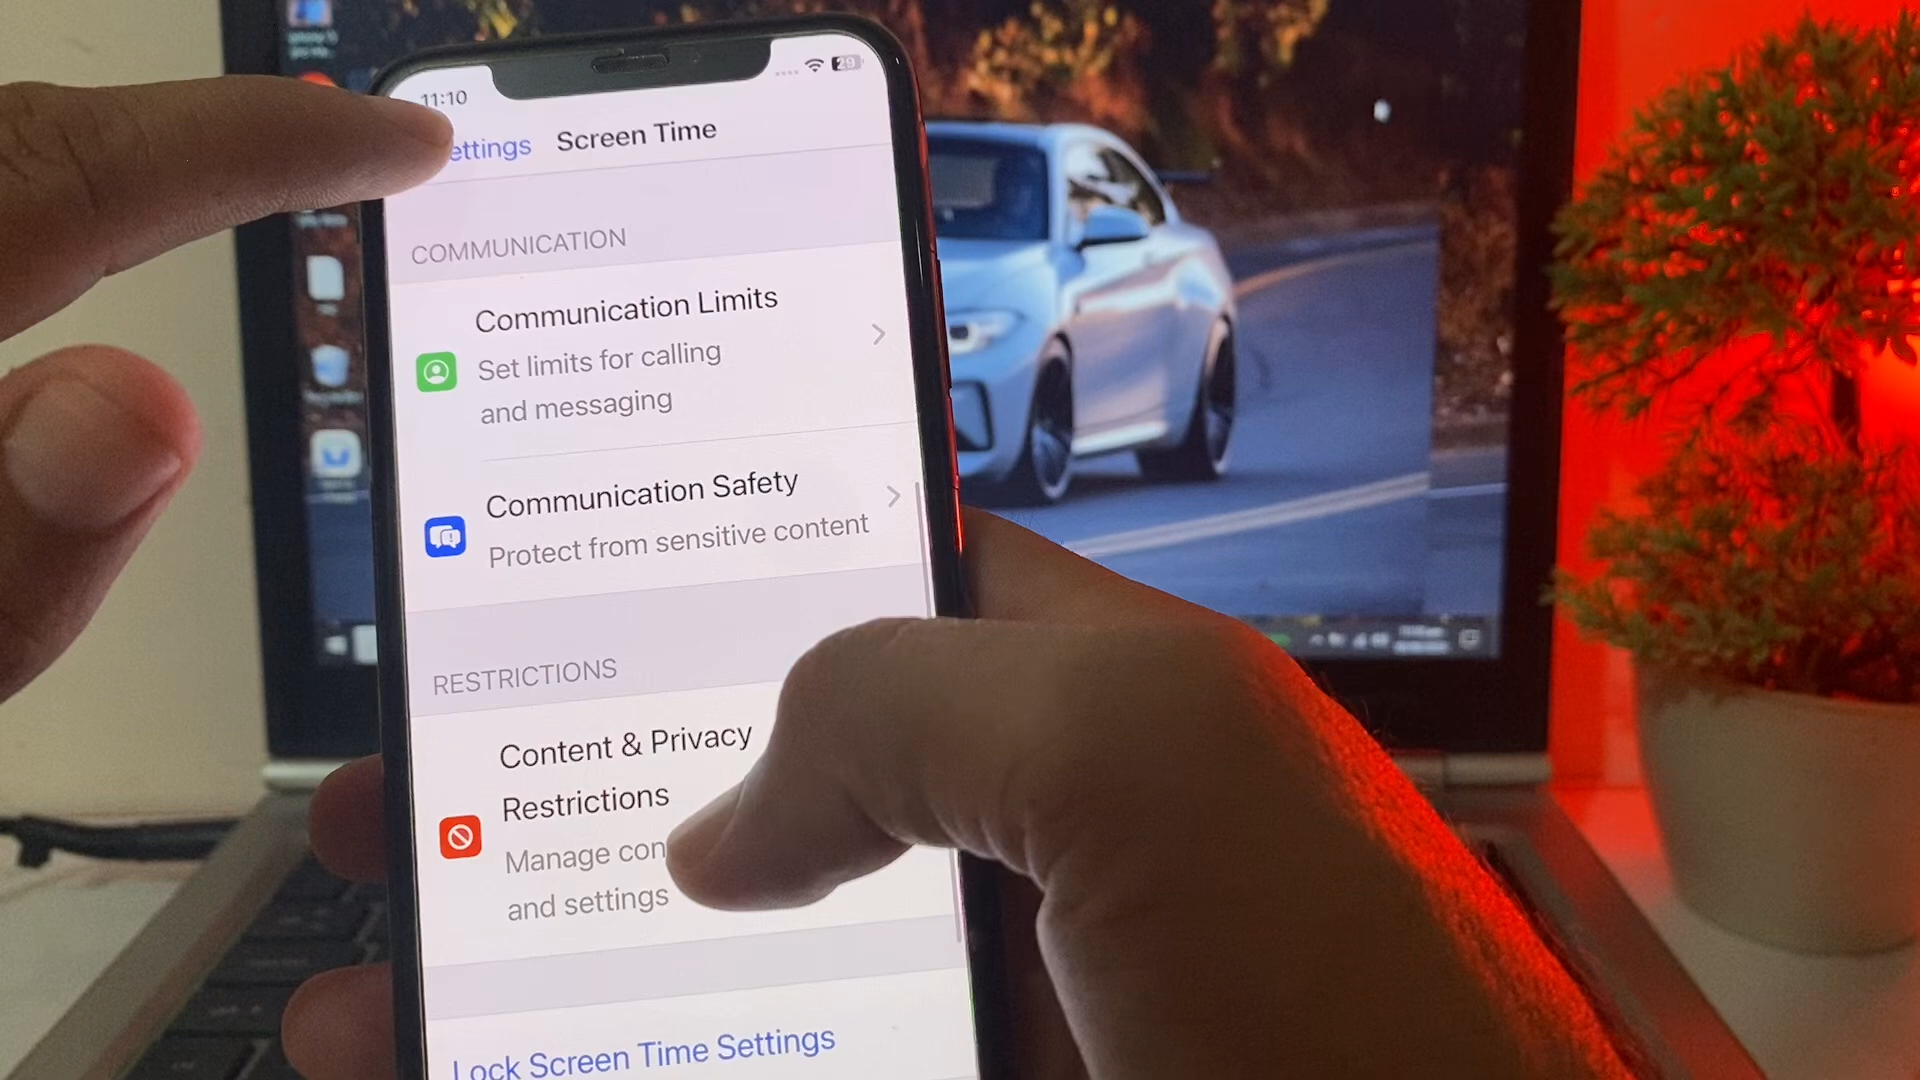 11:10
29
ettings Screen Time
COMMUNICATION
Communication Limits
Set limits for calling
and messaging
Communication Safety
Protect from sensitive content
RESTRICTIONS
Content & Privacy
Restrictions
Manage con
and settings
Lock Screen Time Settings